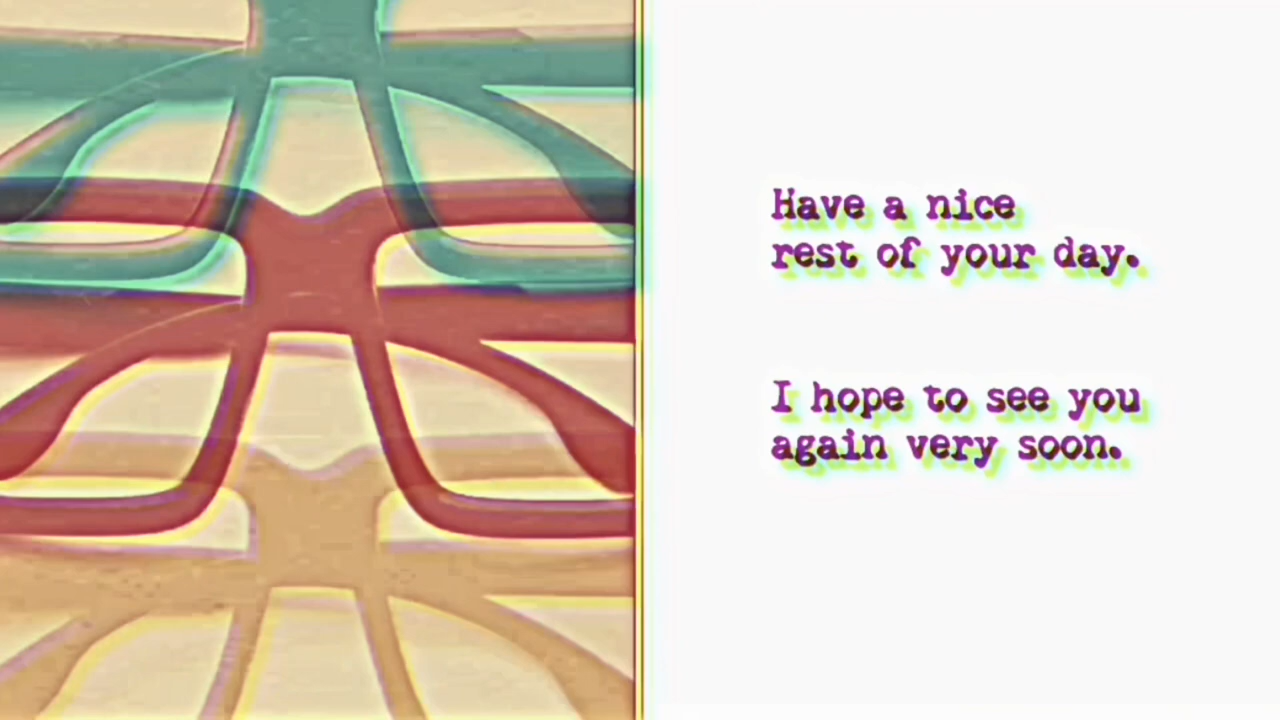 Have a nice
rest of your day.
I hope to see you
again very soon.